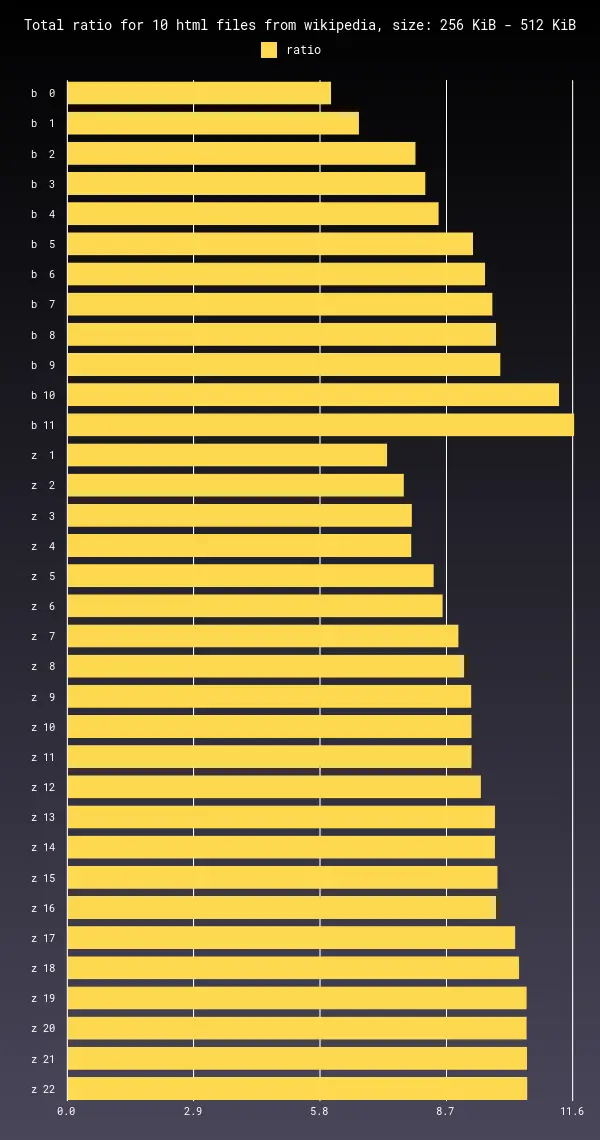 Total ratio for 10 html files from wikipedia, size: 256 KiB - 512 KiB
ratio
b 0
b 1
b 2
b 3
b 4
b 5
b 6
b 7
b 8
b 9
b 10
b 11
z 1
z 2
z 3
z 4
z 5
z 6
z 7
z 8
z 9
z 10
z 11
z 12
z 13
z 14
z 15
z 16
z 17
z 18
z 19
z 20
z 21
z 22
0.0 2.9 5.8 8.7 11.6